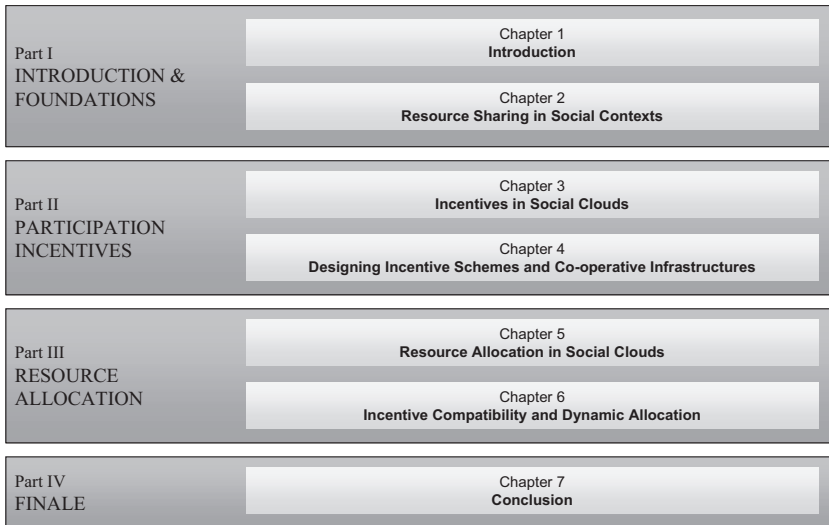 Part I
INTRODUCTION &
FOUNDATIONS
Chapter 1
Introduction
Chapter 2
Resource Sharing in Social Contexts
Part II
PARTICIPATION
INCENTIVES
Chapter 3
Incentives in Social Clouds
Chapter 4
Designing Incentive Schemes and Co-operative Infrastructures
Part III
RESOURCE
ALLOCATION
Chapter 5
Resource Allocation in Social Clouds
Chapter 6
Incentive Compatibility and Dynamic Allocation
Part IV
FINALE
Chapter 7
Conclusion